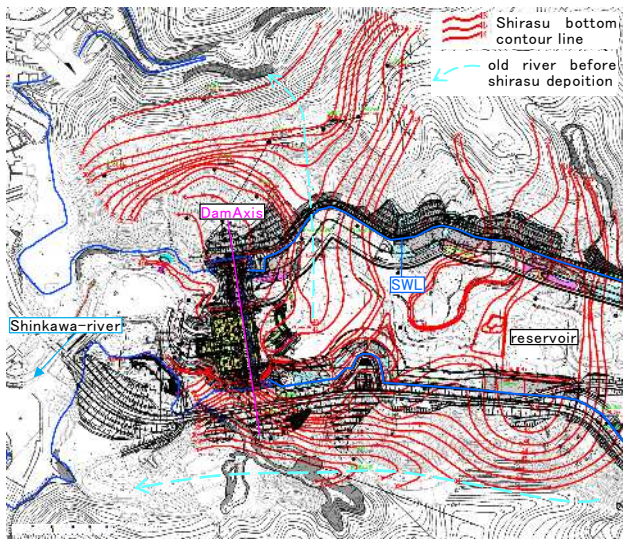 Shirasu bottom
contour line
old river before
shirasu depoition
DamAxis
SWL
Shinkawa-river
reservoir